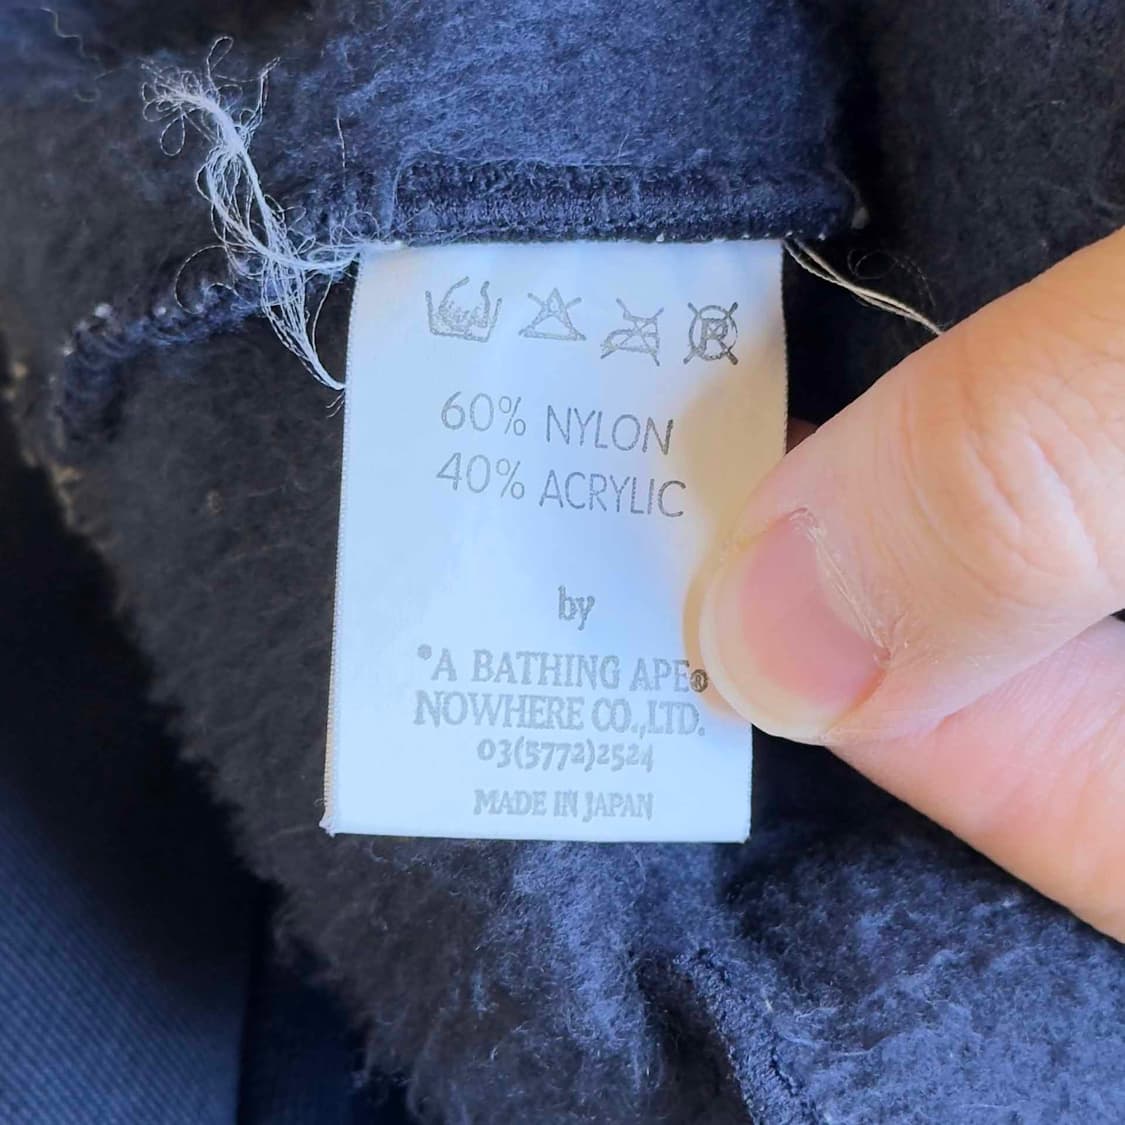 R
60% NYLON
40% ACRYLIC
by
*A BATHING APE®
NOWHERE CO.,LTD.
03(5772)2524
MADE IN JAPAN